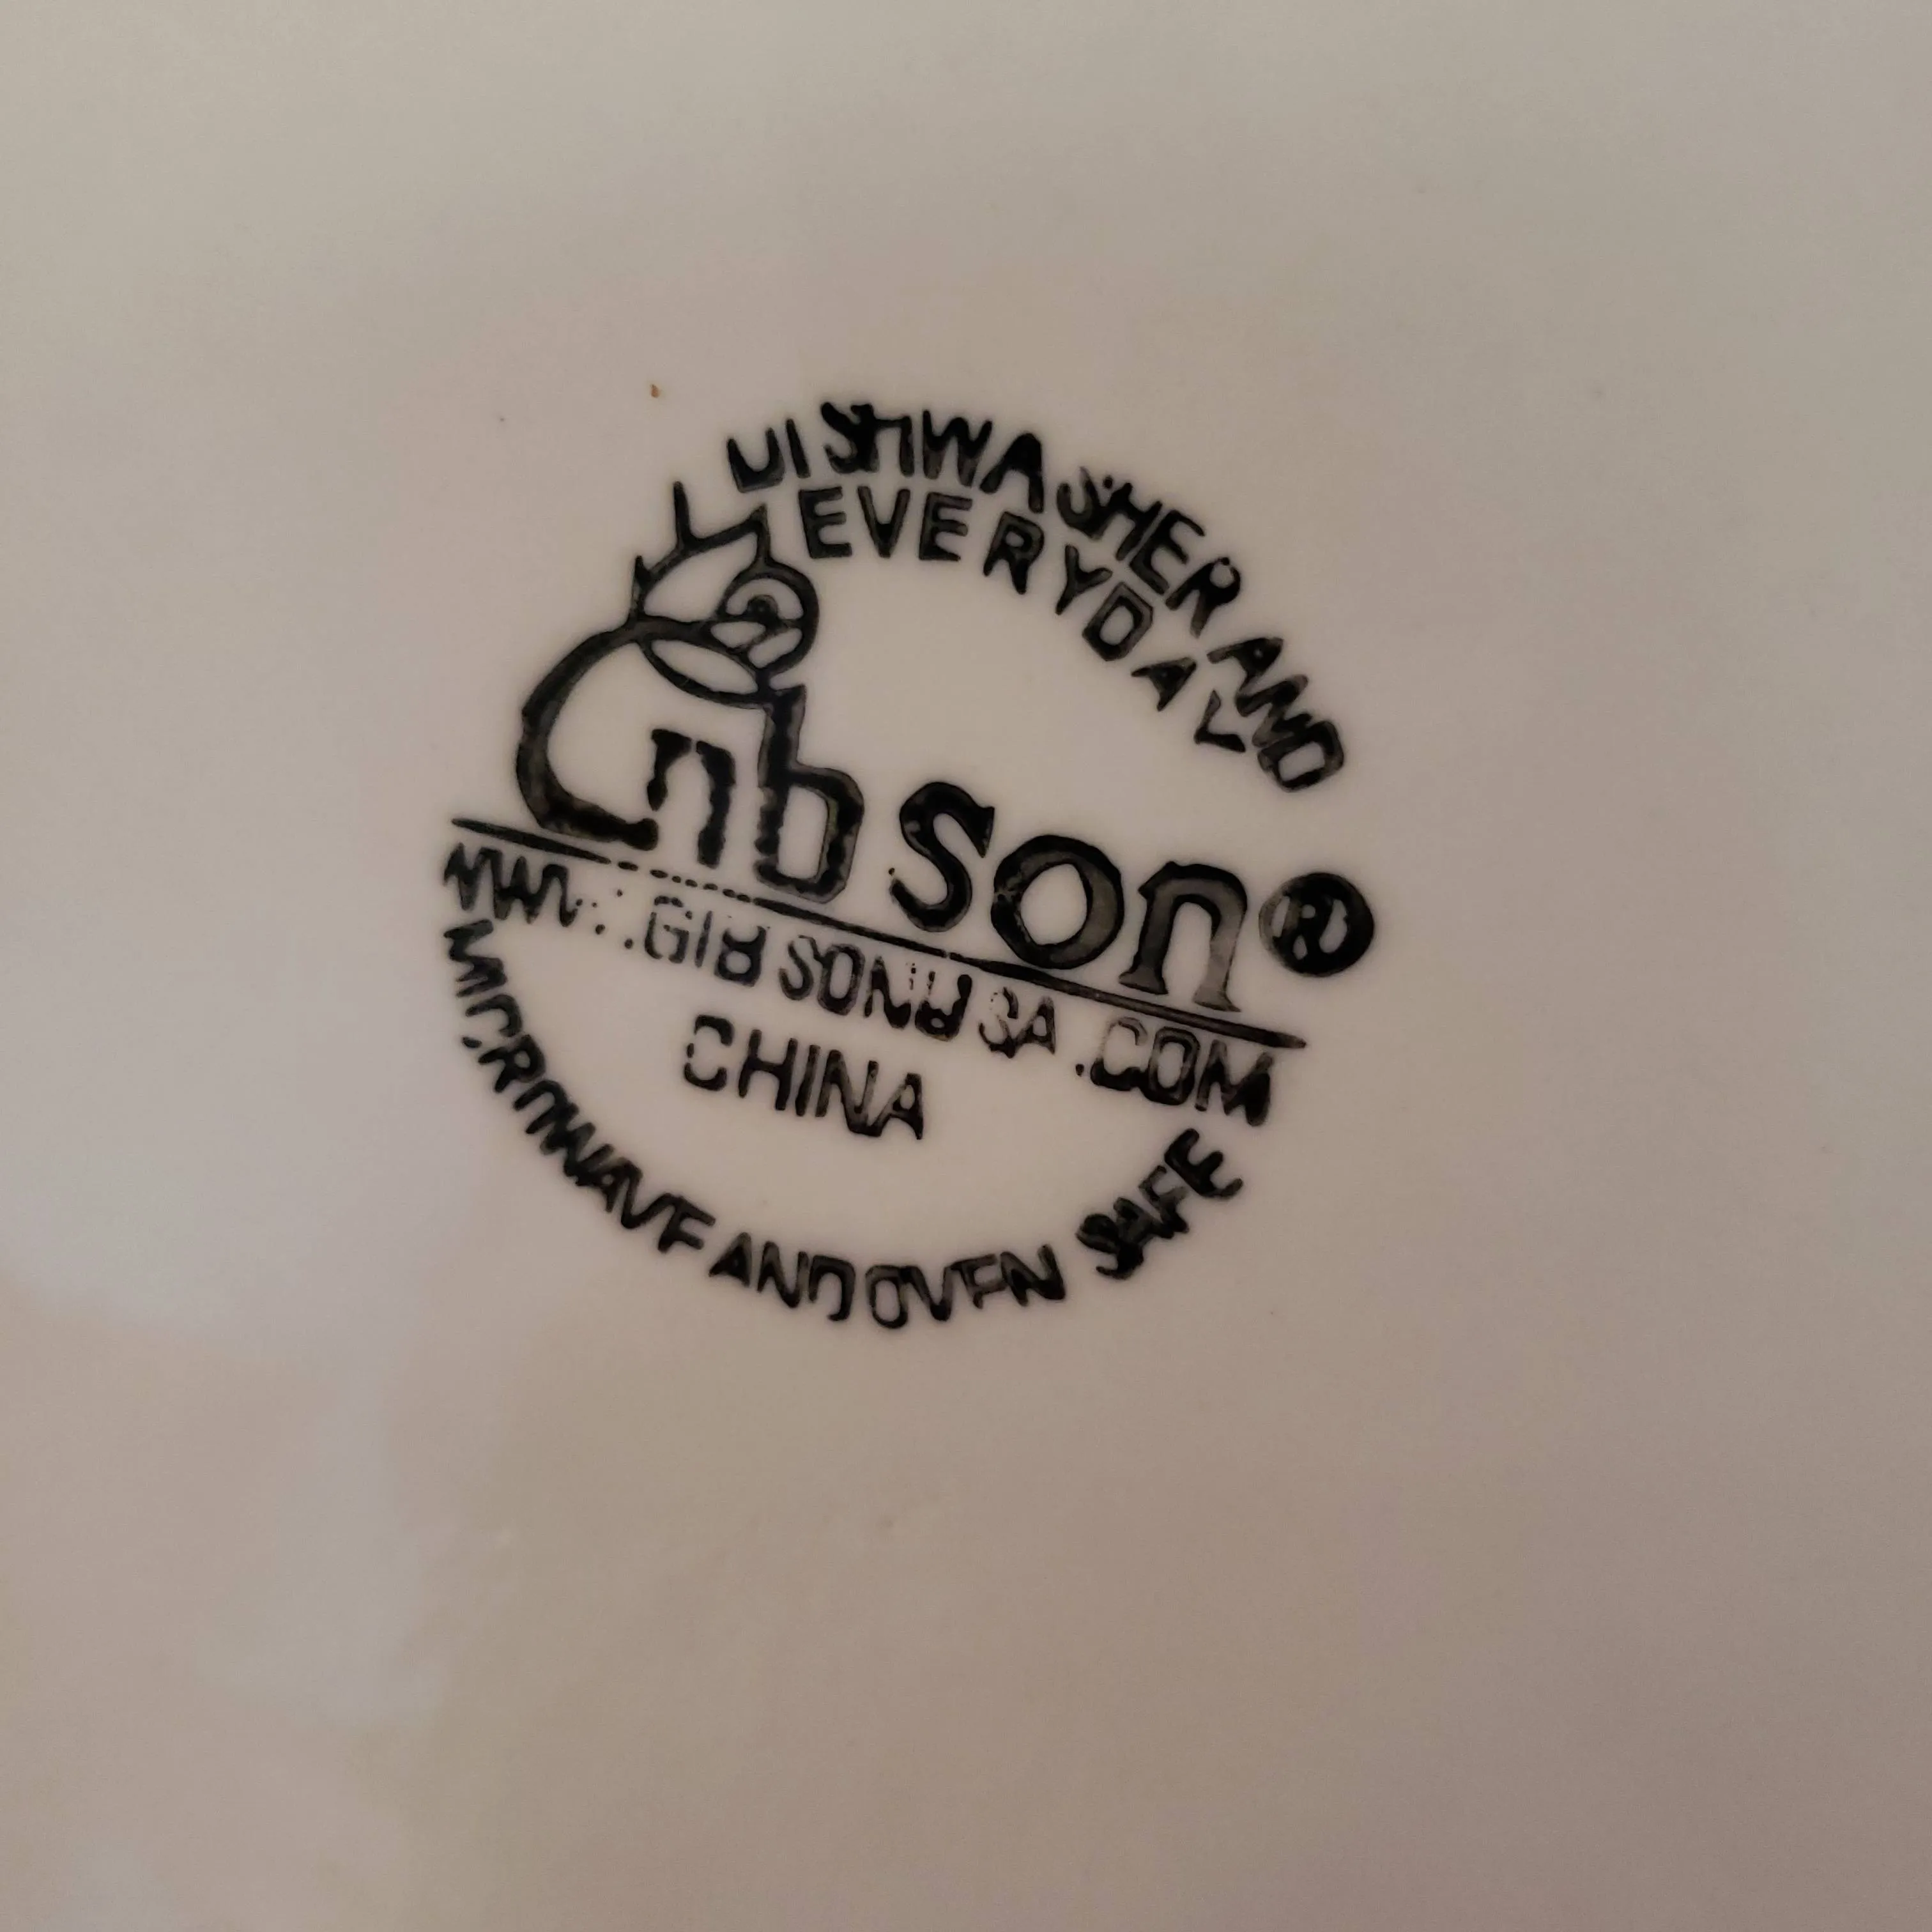 DISHWASHER AND
EVERYDAY
Gibson®
WWW.GIBSONUSA.COM
CHINA
MICROWAVE AND OVEN SAFE